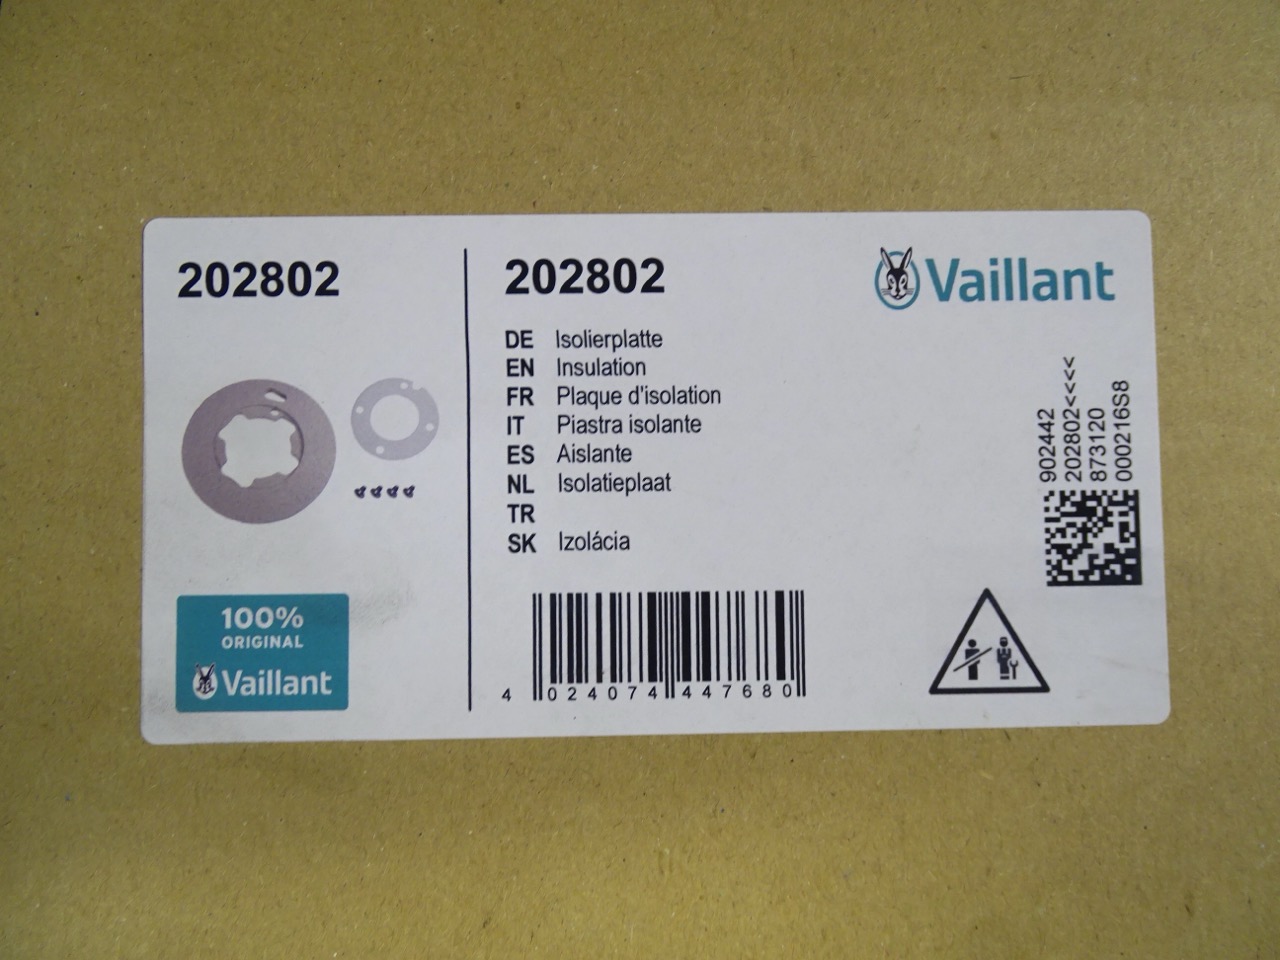 202802
100%
ORIGINAL
Vaillant
202802
Vaillant
DE Isolierplatte
EN Insulation
FR Plaque d'isolation
IT Piastra isolante
ES Aislante
NL Isolatieplaat
TR
SK Izolácia
4 024074 447680
902442
202802<<<<<
873120
000216S8